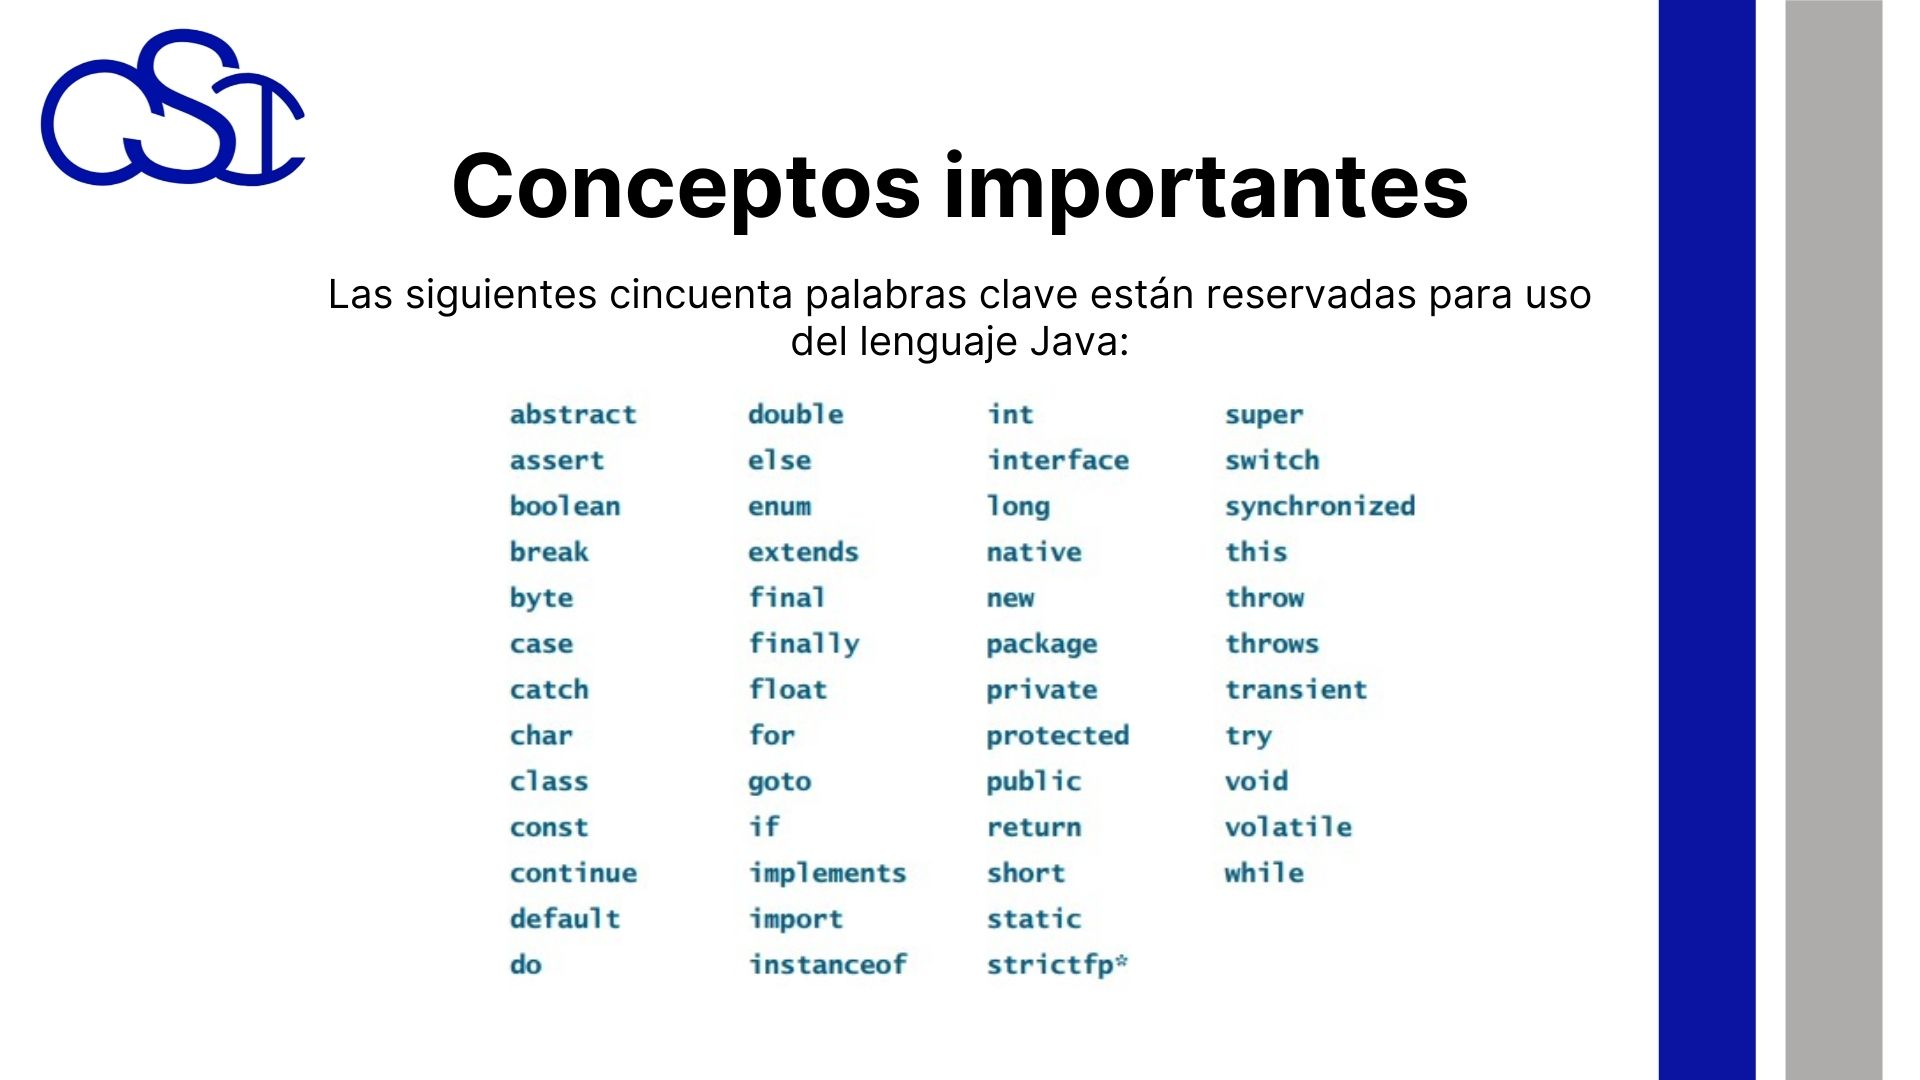 CSTI
Conceptos importantes
Las siguientes cincuenta palabras clave están reservadas para uso
del lenguaje Java:
abstract double int super
assert else interface switch
boolean enum long synchronized
break extends native this
byte final new throw
case finally package throws
catch float private transient
char for protected try
class goto public void
const if return volatile
continue implements short while
default import static
do instanceof strictfp*